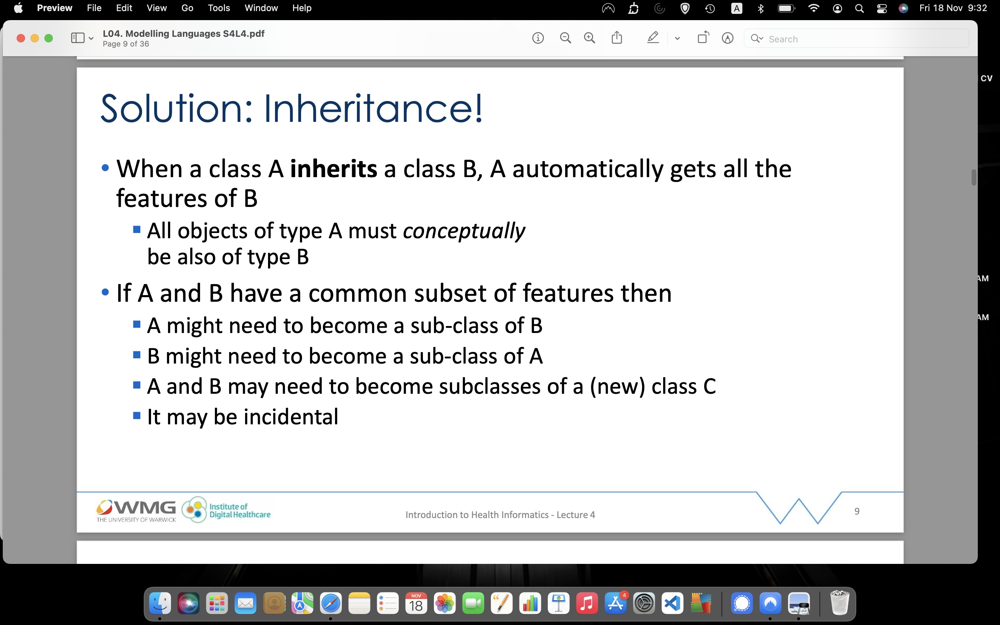 Preview File Edit View Go Tools Window Help A Fri 18 Nov 9:32
L04. Modelling Languages S4L4.pdf
Page 9 of 36
Search
CV
Solution: Inheritance!
• When a class A inherits a class B, A automatically gets all the
features of B
▪ All objects of type A must conceptually
be also of type B
AM
• If A and B have a common subset of features then
AM
▪ A might need to become a sub-class of B
▪ B might need to become a sub-class of A
▪ A and B may need to become subclasses of a (new) class C
▪ It may be incidental
WMG
THE UNIVERSITY OF WARWICK
Institute of
Digital Healthcare
Introduction to Health Informatics - Lecture 4
9
NOV
18
4